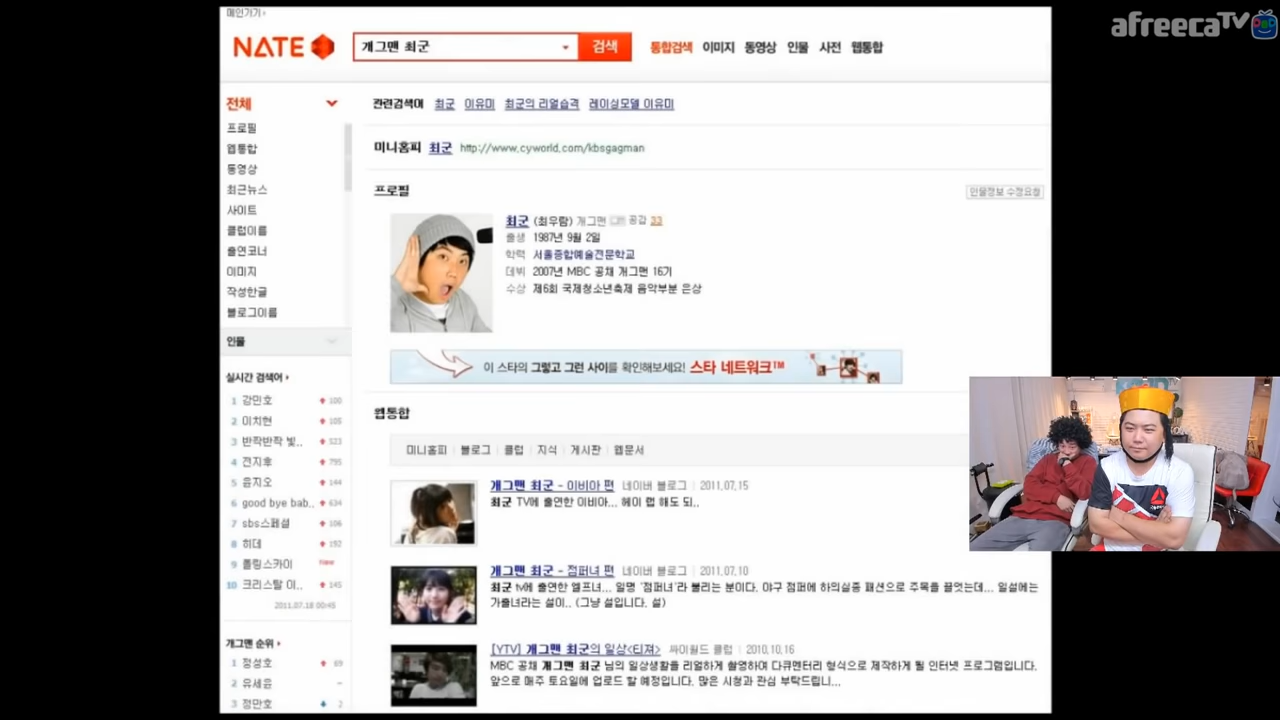 메인가기›
afreecaTV
NATE 개그맨 최군 검색 통합검색 이미지 동영상 인물 사전 웹통합
전체
프로필
웹통합
동영상
최근뉴스
사이트
클럽이름
출연코너
이미지
작성한글
블로그이름
인물
실시간 검색어
1 강민호 100
2 이치현 105
3 반작반작 빛.. 523
4 전지후 795
5 윤지오 144
6 good bye bab.. 634
7 sbs스페셜 106
8 히데 192
9 롤링스카이 New
10 크리스탈 이.. 145
2011.07.18 00:45
개그맨 순위
1 정성호 69
2 유세윤 -
3 정만호 2
관련검색어 최군 이유미 최군의 리얼습격 레이싱모델 이유미
미니홈피 최군 http://www.cyworld.com/kbsgagman
프로필 인물정보 수정요청
최군 (최우람) 개그맨 공감 33
출생 1987년 9월 2일
학력 서울종합예술전문학교
데뷔 2007년 MBC 공채 개그맨 16기
수상 제6회 국제청소년축제 음악부분 은상
이 스타의 그렇고 그런 사이를 확인해보세요! 스타 네트워크™
웹통합
미니홈피 | 블로그 | 클럽 | 지식 | 게시판 | 웹문서
개그맨 최군 - 이비아 편 네이버 블로그 | 2011.07.15
최군 TV에 출연한 이비아... 헤이 랩 해도 되..
개그맨 최군 - 점퍼녀 편 네이버 블로그 | 2011.07.10
최군 tv에 출연한 엘프녀... 일명 '점퍼녀'라 불리는 분이다. 야구 점퍼에 하의실종 패션으로 주목을 끌엇는데... 일설에는
가출녀라는 설이.. (그냥 설입니다. 설)
[YTV] 개그맨 최군의 일상<티져> 싸이월드 클럽 | 2010.10.16
MBC 공채 개그맨 최군 님의 일상생활을 리얼하게 촬영하여 다큐멘터리 형식으로 제작하게 될 인터넷 프로그램입니다.
앞으로 매주 토요일에 업로드 할 예정입니다. 많은 시청과 관심 부탁드립니...